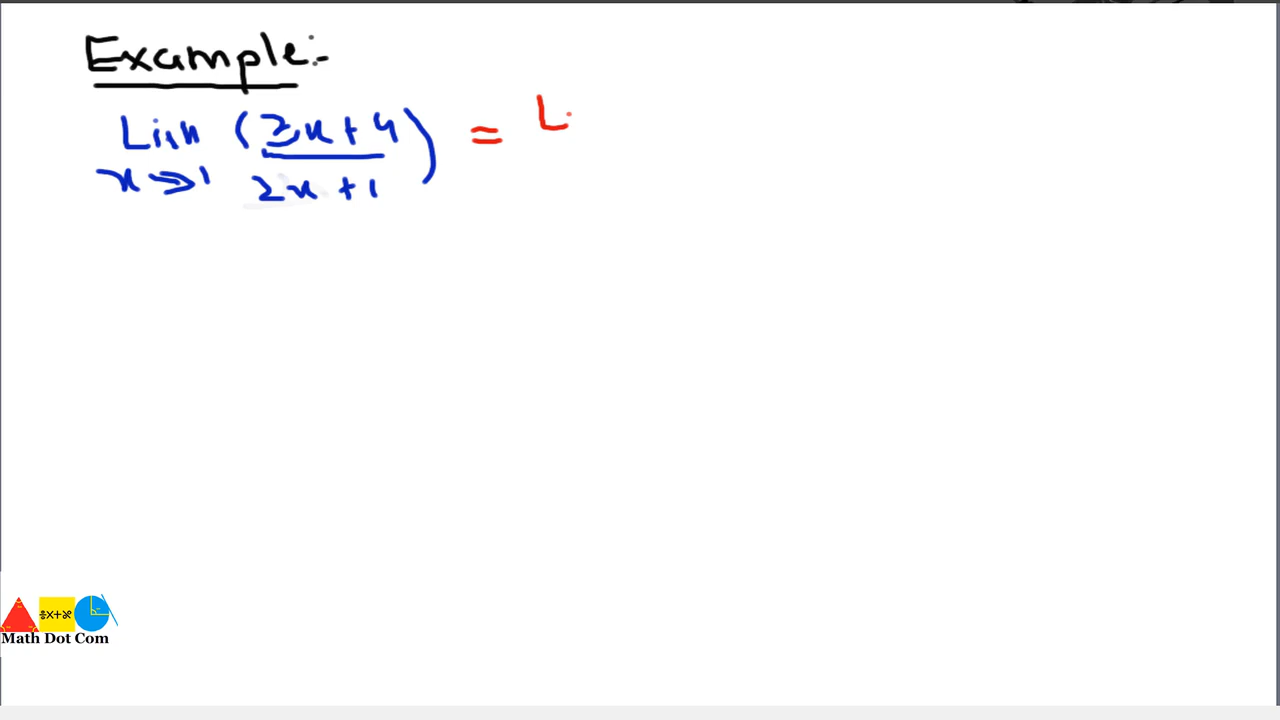 Example:-
Lim (3x+4) = L
x→1 2x+1
÷x+
Math Dot Com